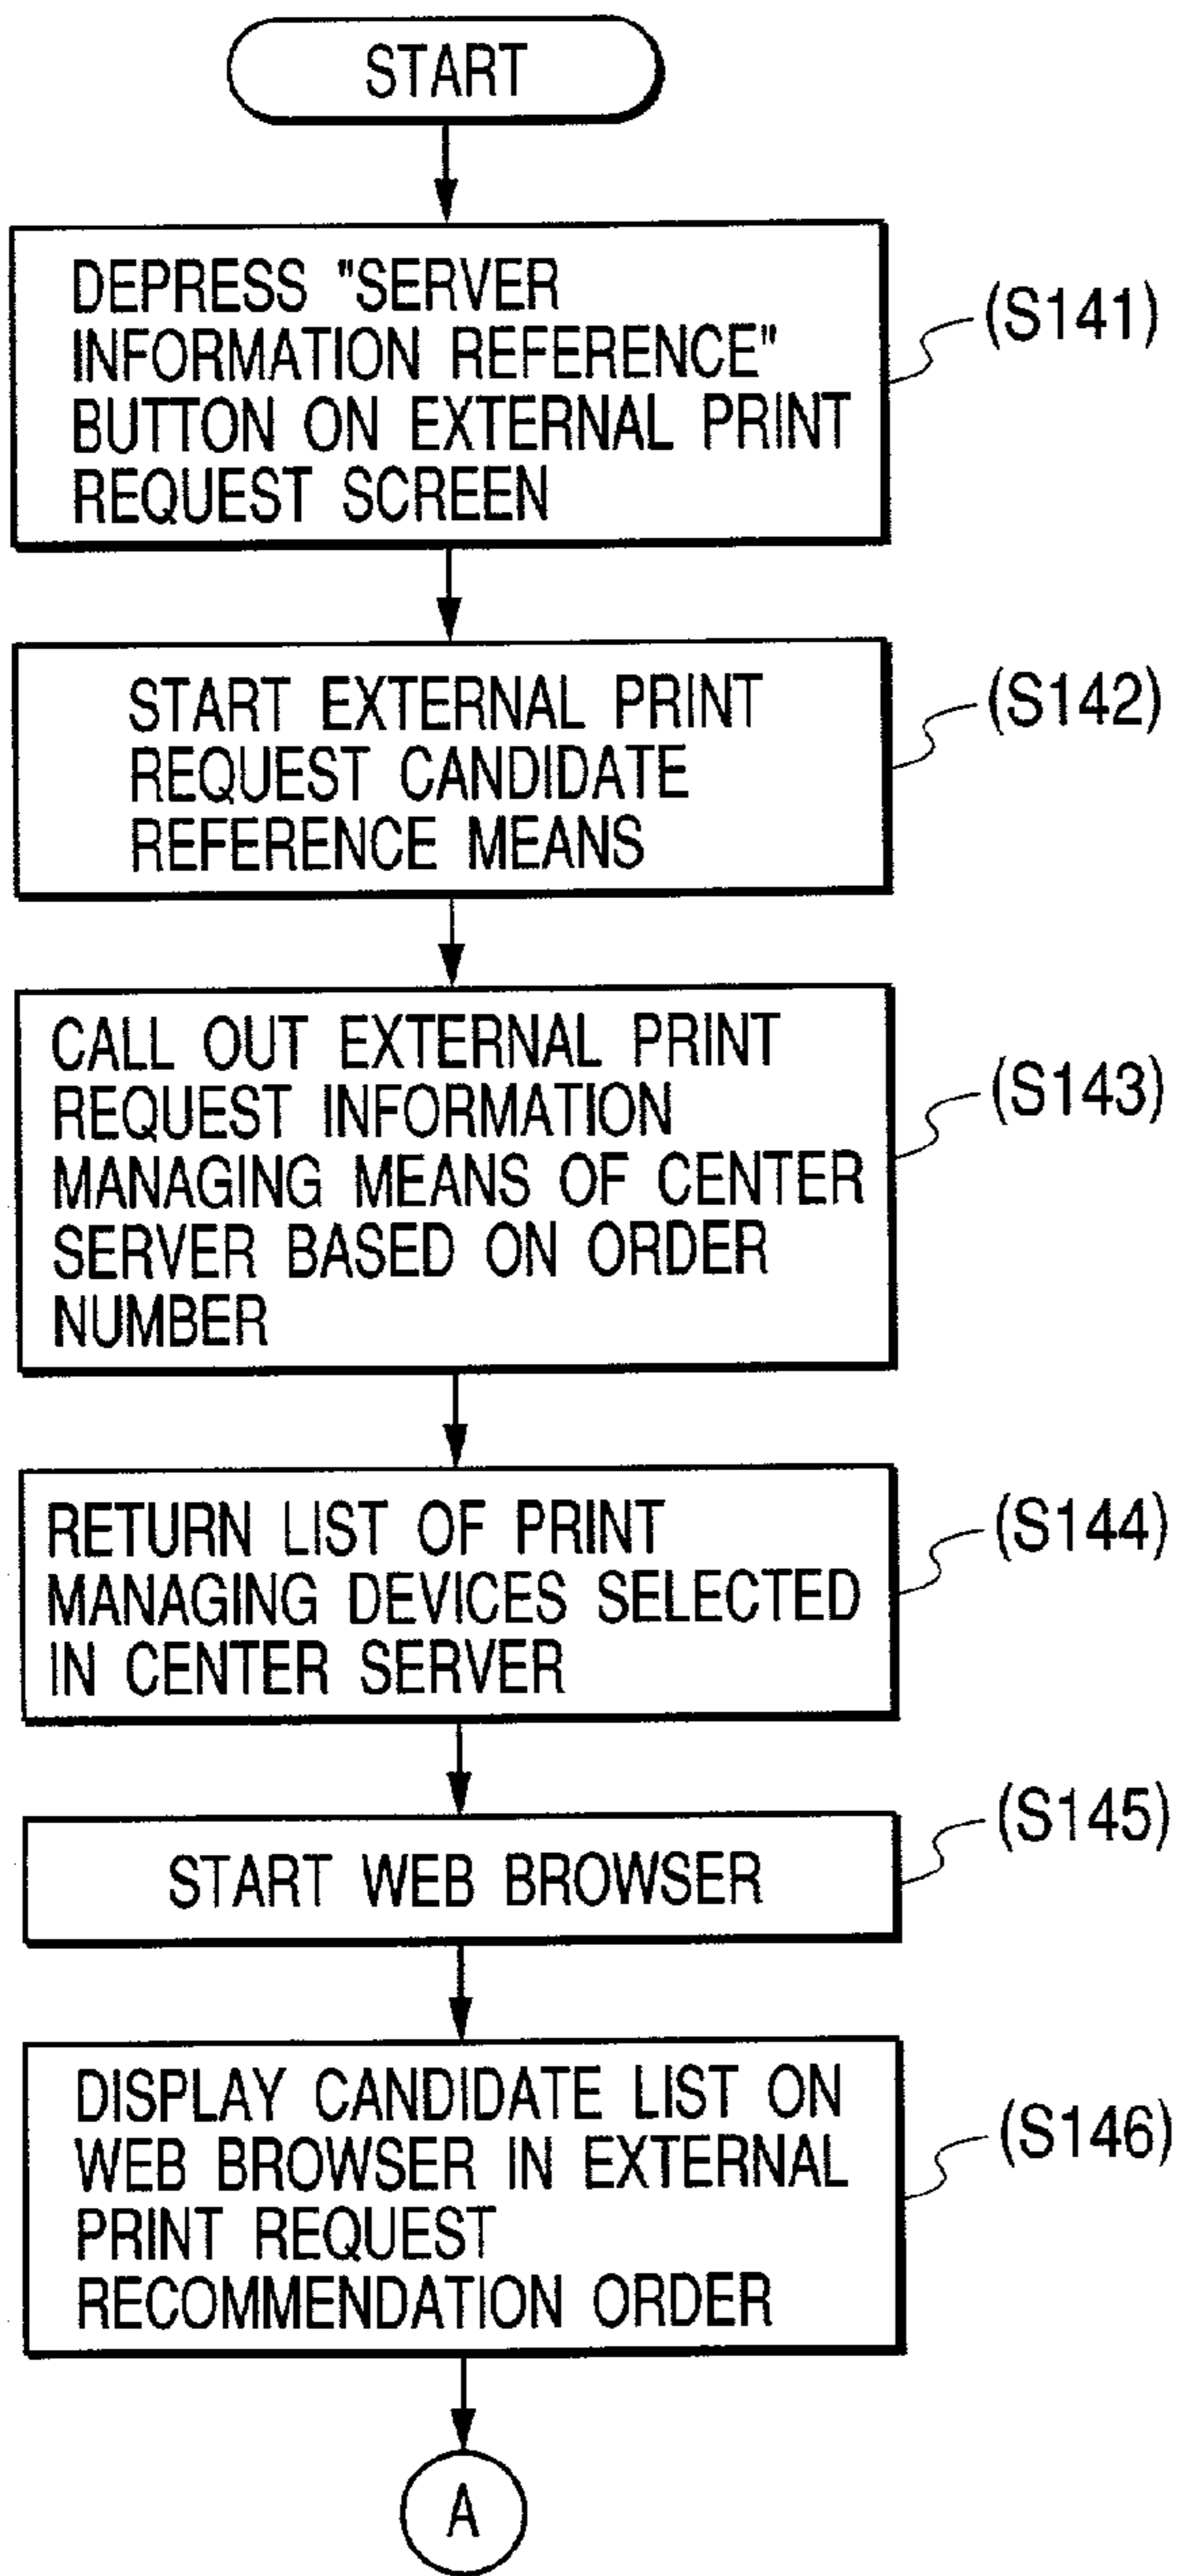 START
DEPRESS "SERVER
INFORMATION REFERENCE"
BUTTON ON EXTERNAL PRINT
REQUEST SCREEN
(S141)
START EXTERNAL PRINT
REQUEST CANDIDATE
REFERENCE MEANS
(S142)
CALL OUT EXTERNAL PRINT
REQUEST INFORMATION
MANAGING MEANS OF CENTER
SERVER BASED ON ORDER
NUMBER
(S143)
RETURN LIST OF PRINT
MANAGING DEVICES SELECTED
IN CENTER SERVER
(S144)
START WEB BROWSER
(S145)
DISPLAY CANDIDATE LIST ON
WEB BROWSER IN EXTERNAL
PRINT REQUEST
RECOMMENDATION ORDER
(S146)
A